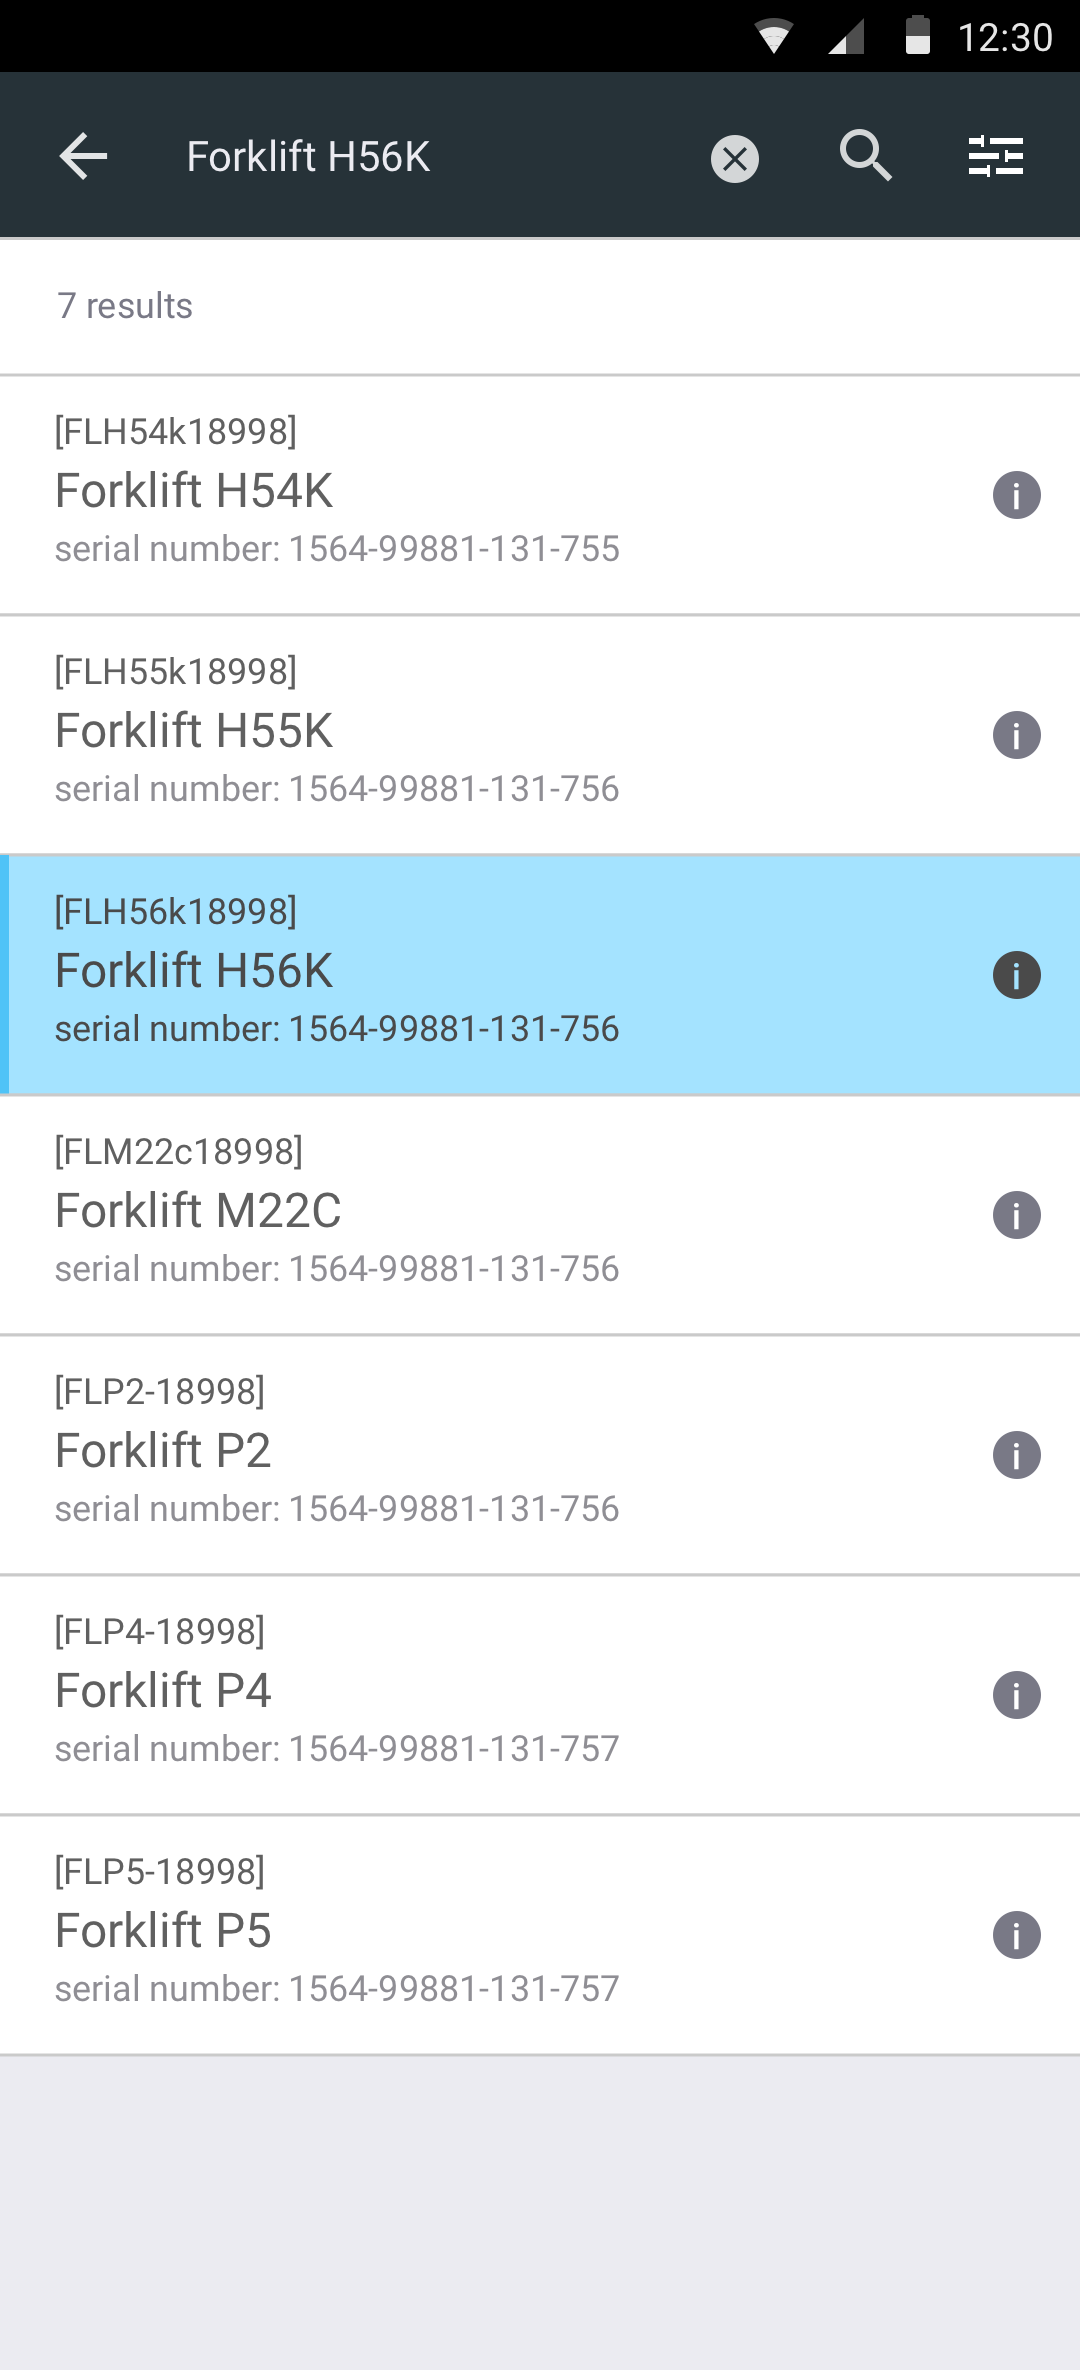 12:30
Forklift H56K
7 results
[FLH54k18998]
Forklift H54K
serial number: 1564-99881-131-755
[FLH55k18998]
Forklift H55K
serial number: 1564-99881-131-756
[FLH56k18998]
Forklift H56K
serial number: 1564-99881-131-756
[FLM22c18998]
Forklift M22C
serial number: 1564-99881-131-756
[FLP2-18998]
Forklift P2
serial number: 1564-99881-131-756
[FLP4-18998]
Forklift P4
serial number: 1564-99881-131-757
[FLP5-18998]
Forklift P5
serial number: 1564-99881-131-757